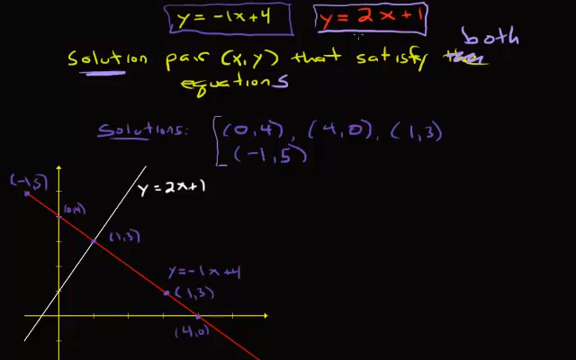 y = -1x+4 y = 2x+1
both
Solution pair (x,y) that satisfy
equations
Solutions: (0,4), (4,0), (1,3)
(-1,5)
(-1,5)
y = 2x+1
(0,4)
(1,3)
y = -1x+4
(1,3)
(4,0)